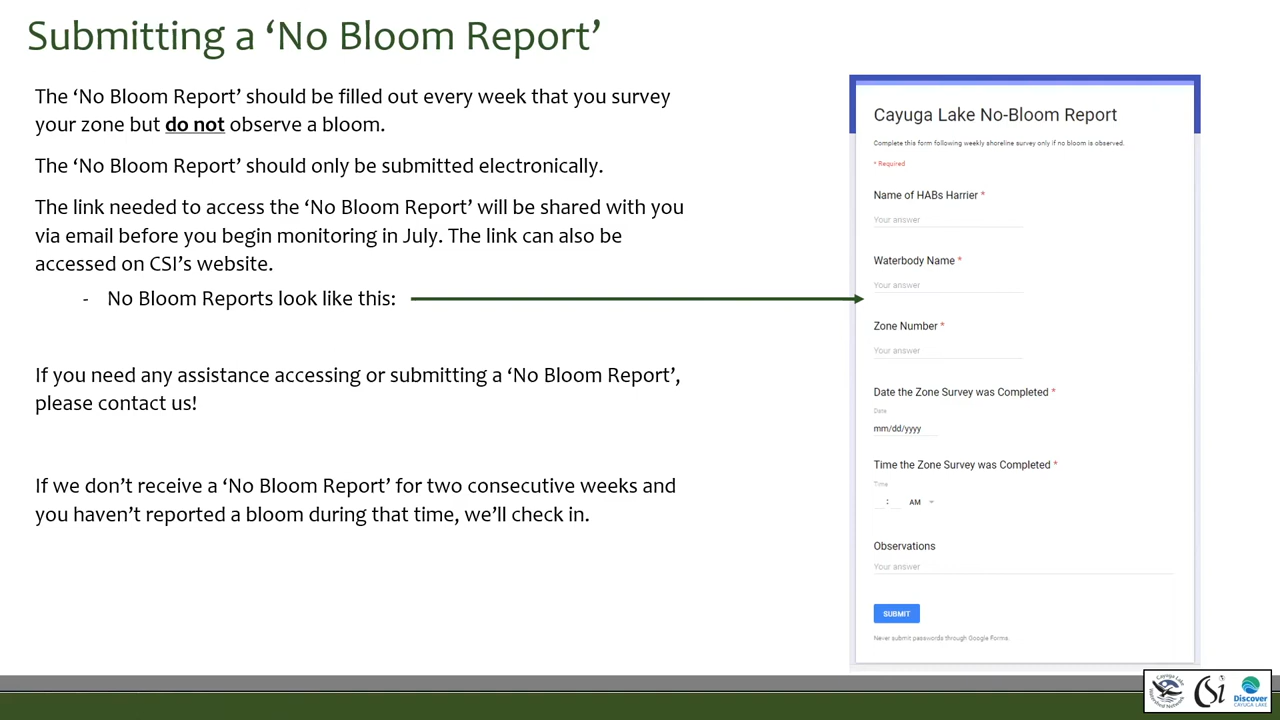 Submitting a ‘No Bloom Report’
The ‘No Bloom Report’ should be filled out every week that you survey
your zone but do not observe a bloom.
The ‘No Bloom Report’ should only be submitted electronically.
The link needed to access the ‘No Bloom Report’ will be shared with you
via email before you begin monitoring in July. The link can also be
accessed on CSI’s website.
- No Bloom Reports look like this:
If you need any assistance accessing or submitting a ‘No Bloom Report’,
please contact us!
If we don’t receive a ‘No Bloom Report’ for two consecutive weeks and
you haven’t reported a bloom during that time, we’ll check in.
Cayuga Lake No-Bloom Report
Complete this form following weekly shoreline survey only if no bloom is observed.
* Required
Name of HABs Harrier *
Your answer
Waterbody Name *
Your answer
Zone Number *
Your answer
Date the Zone Survey was Completed *
Date
mm/dd/yyyy
Time the Zone Survey was Completed *
Time
: AM
Observations
Your answer
SUBMIT
Never submit passwords through Google Forms.
Cayuga Lake
Watershed Network
CSi
Discover
CAYUGA LAKE